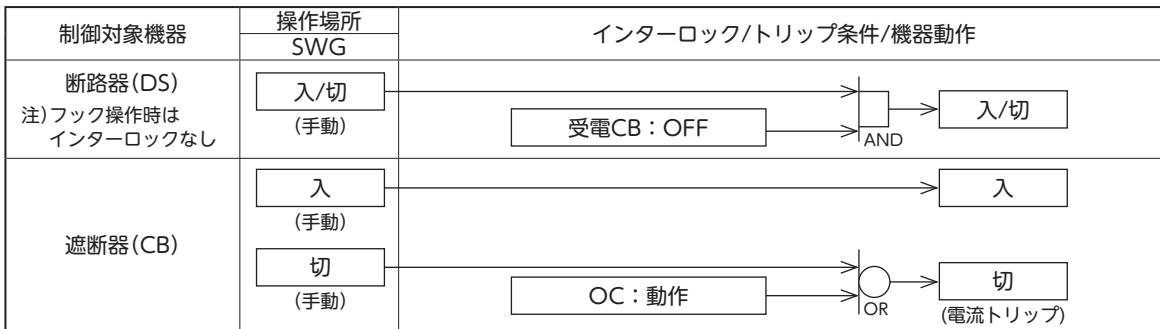 制御対象機器
操作場所
SWG
インターロック/トリップ条件/機器動作
断路器(DS)
注)フック操作時は
インターロックなし
入/切
(手動)
受電CB：OFF
AND
入/切
遮断器(CB)
入
(手動)
入
切
(手動)
OC：動作
OR
切
(電流トリップ)